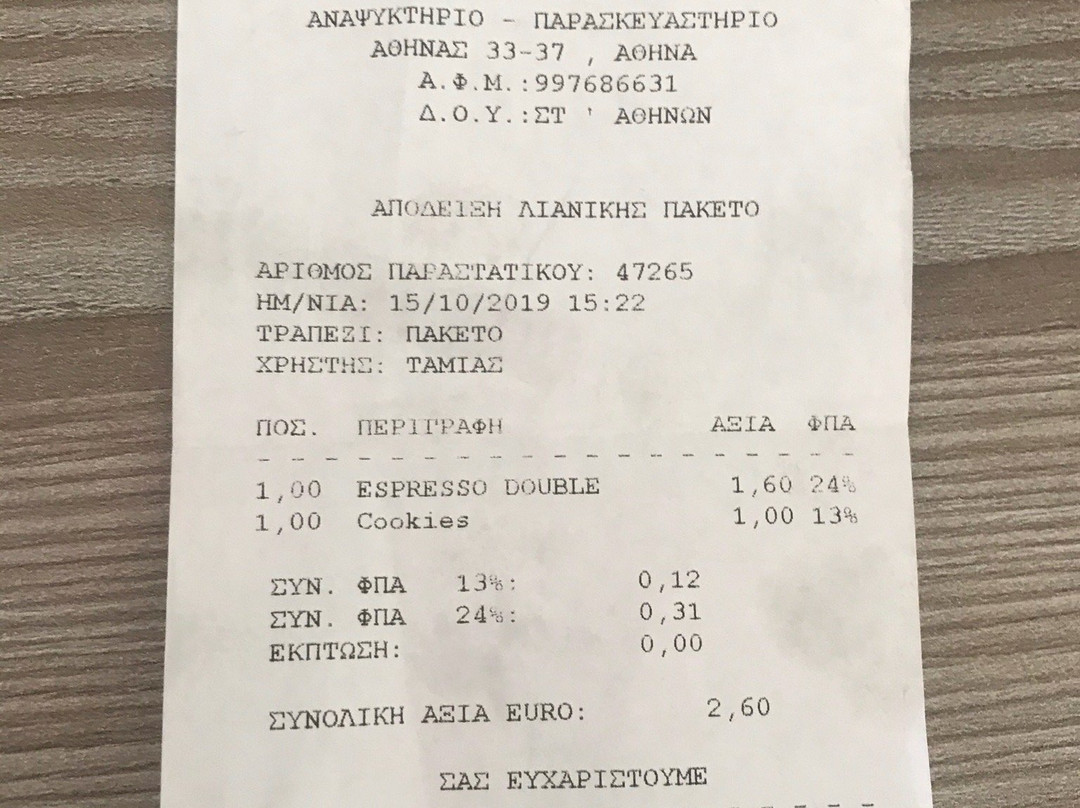 ΑΝΑΨΥΚΤΗΡΙΟ - ΠΑΡΑΣΚΕΥΑΣΤΗΡΙΟ
ΑΘΗΝΑΣ 33-37 , ΑΘΗΝΑ
Α.Φ.Μ.:997686631
Δ.Ο.Υ.:ΣΤ ' ΑΘΗΝΩΝ
ΑΠΟΔΕΙΞΗ ΛΙΑΝΙΚΗΣ ΠΑΚΕΤΟ
ΑΡΙΘΜΟΣ ΠΑΡΑΣΤΑΤΙΚΟΥ: 47265
ΗΜ/ΝΙΑ: 15/10/2019 15:22
ΤΡΑΠΕΖΙ: ΠΑΚΕΤΟ
ΧΡΗΣΤΗΣ: ΤΑΜΙΑΣ
ΠΟΣ. ΠΕΡΙΓΡΑΦΗ ΑΞΙΑ ΦΠΑ
- - - - - - - - - - - - - - - - - - -
1,00 ESPRESSO DOUBLE 1,60 24%
1,00 Cookies 1,00 13%
ΣΥΝ. ΦΠΑ 13%: 0,12
ΣΥΝ. ΦΠΑ 24%: 0,31
ΕΚΠΤΩΣΗ: 0,00
ΣΥΝΟΛΙΚΗ ΑΞΙΑ EURO: 2,60
ΣΑΣ ΕΥΧΑΡΙΣΤΟΥΜΕ